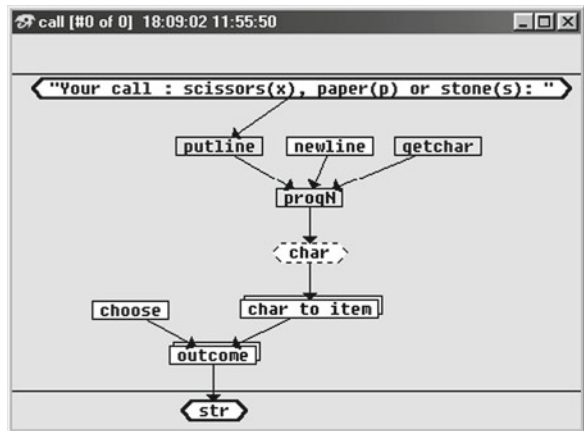 call [#0 of 0] 18:09:02 11:55:50
"Your call : scissors(x), paper(p) or stone(s): "
putline newline getchar
progN
char
choose char to item
outcome
str